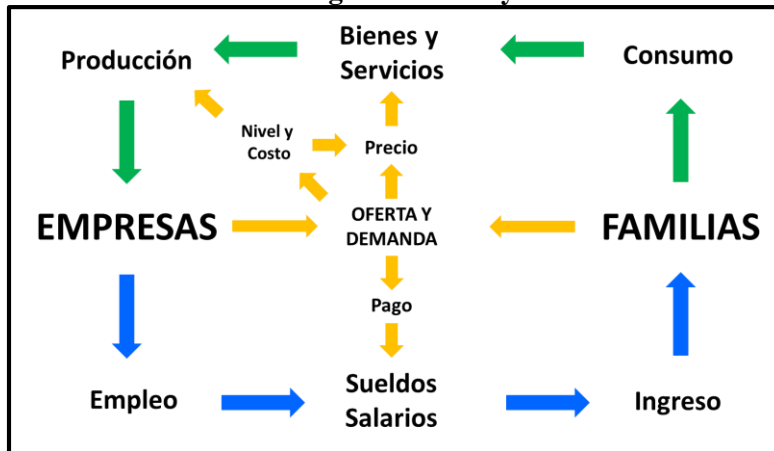 Bienes y
Servicios
Producción
Consumo
Nivel y
Costo
Precio
EMPRESAS
OFERTA Y
DEMANDA
FAMILIAS
Pago
Empleo
Sueldos
Salarios
Ingreso